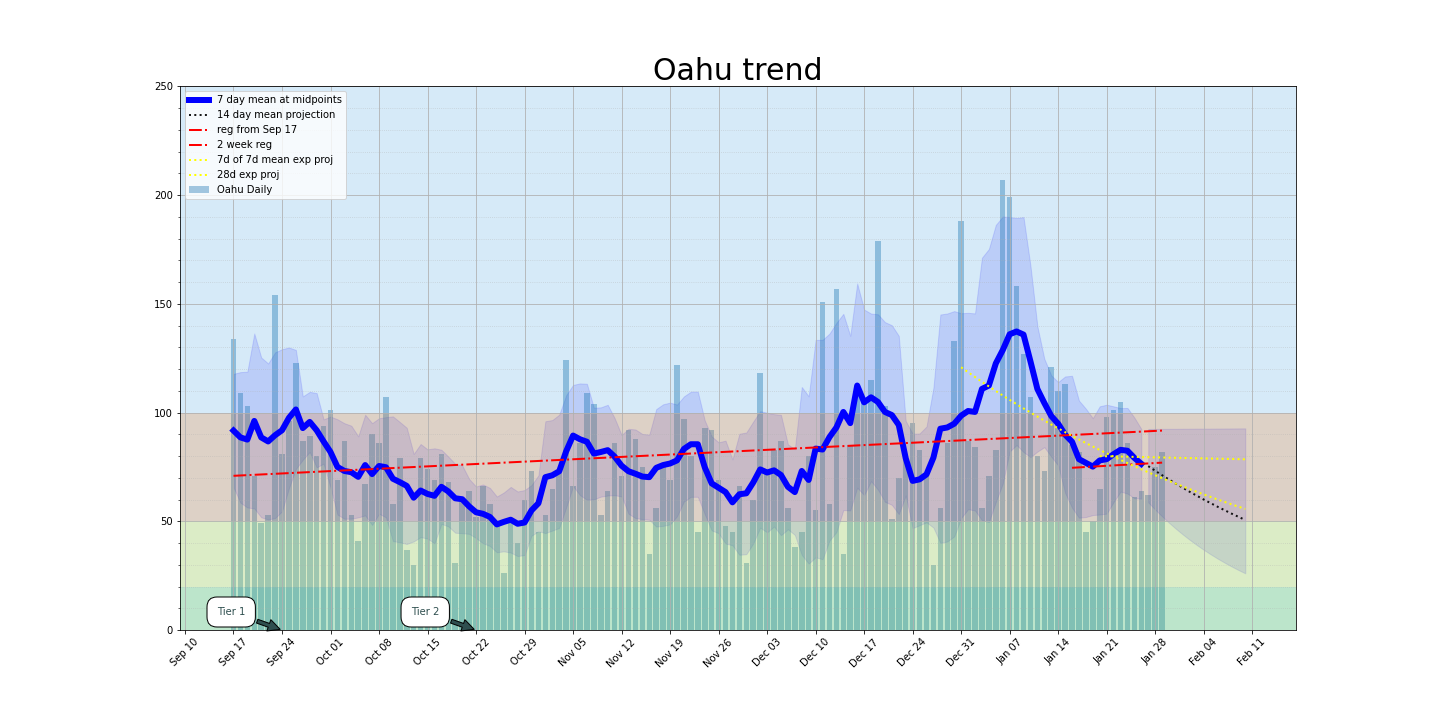 Oahu trend
250
200
150
100
50
0
7 day mean at midpoints
14 day mean projection
reg from Sep 17
2 week reg
7d of 7d mean exp proj
28d exp proj
Oahu Daily
Tier 1
Tier 2
Sep 10
Sep 17
Sep 24
Oct 01
Oct 08
Oct 15
Oct 22
Oct 29
Nov 05
Nov 12
Nov 19
Nov 26
Dec 03
Dec 10
Dec 17
Dec 24
Dec 31
Jan 07
Jan 14
Jan 21
Jan 28
Feb 04
Feb 11